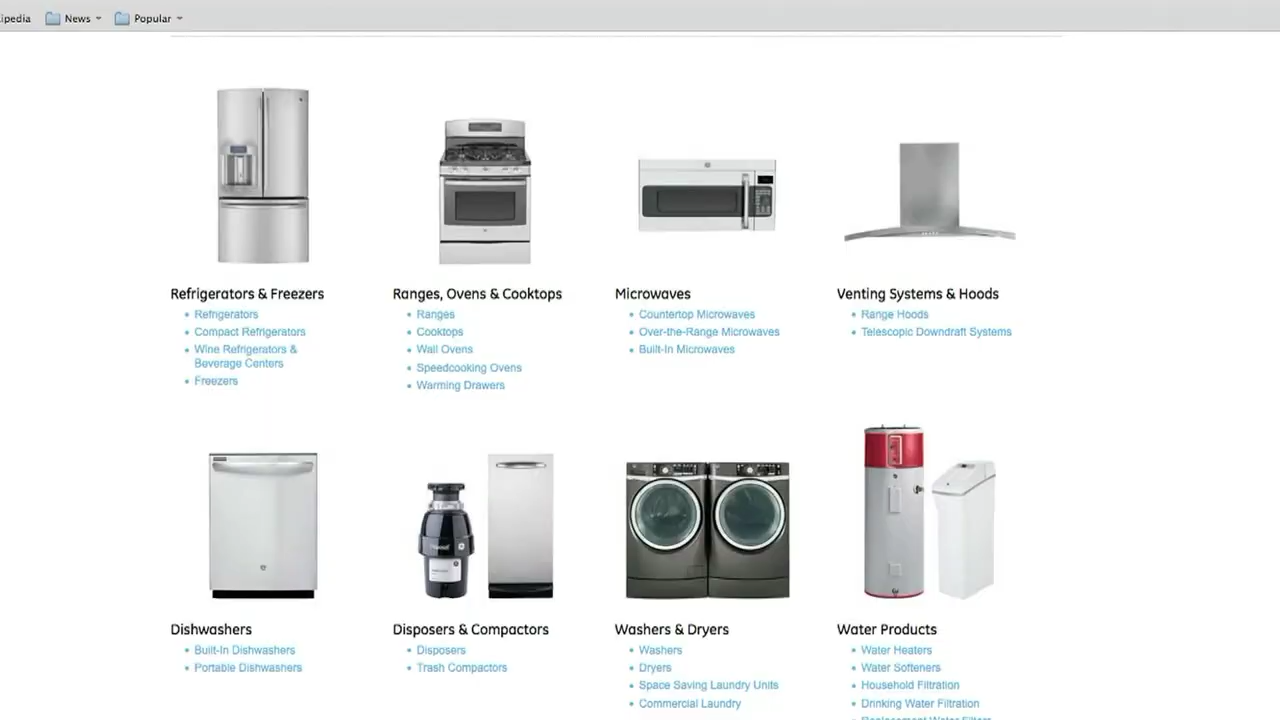 ipedia News Popular
Refrigerators & Freezers
Refrigerators
Compact Refrigerators
Wine Refrigerators &
Beverage Centers
Freezers
Ranges, Ovens & Cooktops
Ranges
Cooktops
Wall Ovens
Speedcooking Ovens
Warming Drawers
Microwaves
Countertop Microwaves
Over-the-Range Microwaves
Built-In Microwaves
Venting Systems & Hoods
Range Hoods
Telescopic Downdraft Systems
Dishwashers
Built-In Dishwashers
Portable Dishwashers
Disposers & Compactors
Disposers
Trash Compactors
Washers & Dryers
Washers
Dryers
Space Saving Laundry Units
Commercial Laundry
Water Products
Water Heaters
Water Softeners
Household Filtration
Drinking Water Filtration
Replacement Water Filters